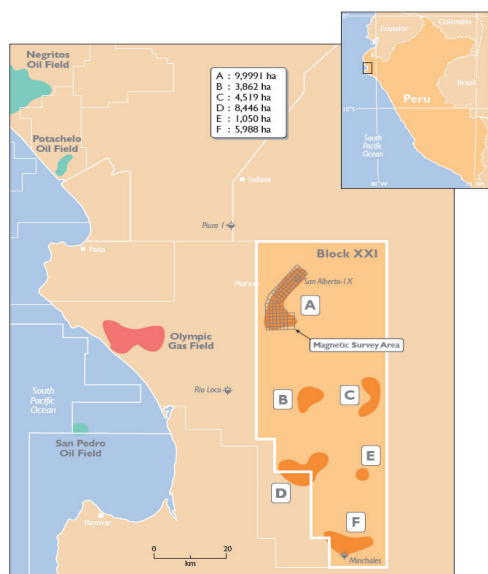 Negritos
Oil Field
Potachelo
Oil Field
A : 9,9991 ha
B : 3,862 ha
C : 4,519 ha
D : 8,446 ha
E : 1,050 ha
F : 5,988 ha
Ecuador
Colombia
Brazil
Peru
10°S
South
Pacific
Ocean
80°W
Sullana
Piura 1
Paita
Block XXI
Piura
San Alberto-1X
A
Magnetic Survey Area
Olympic
Gas Field
South
Pacific
Ocean
Rio Loco
B
C
San Pedro
Oil Field
E
D
F
Bayovar
0
20
km
Minchales